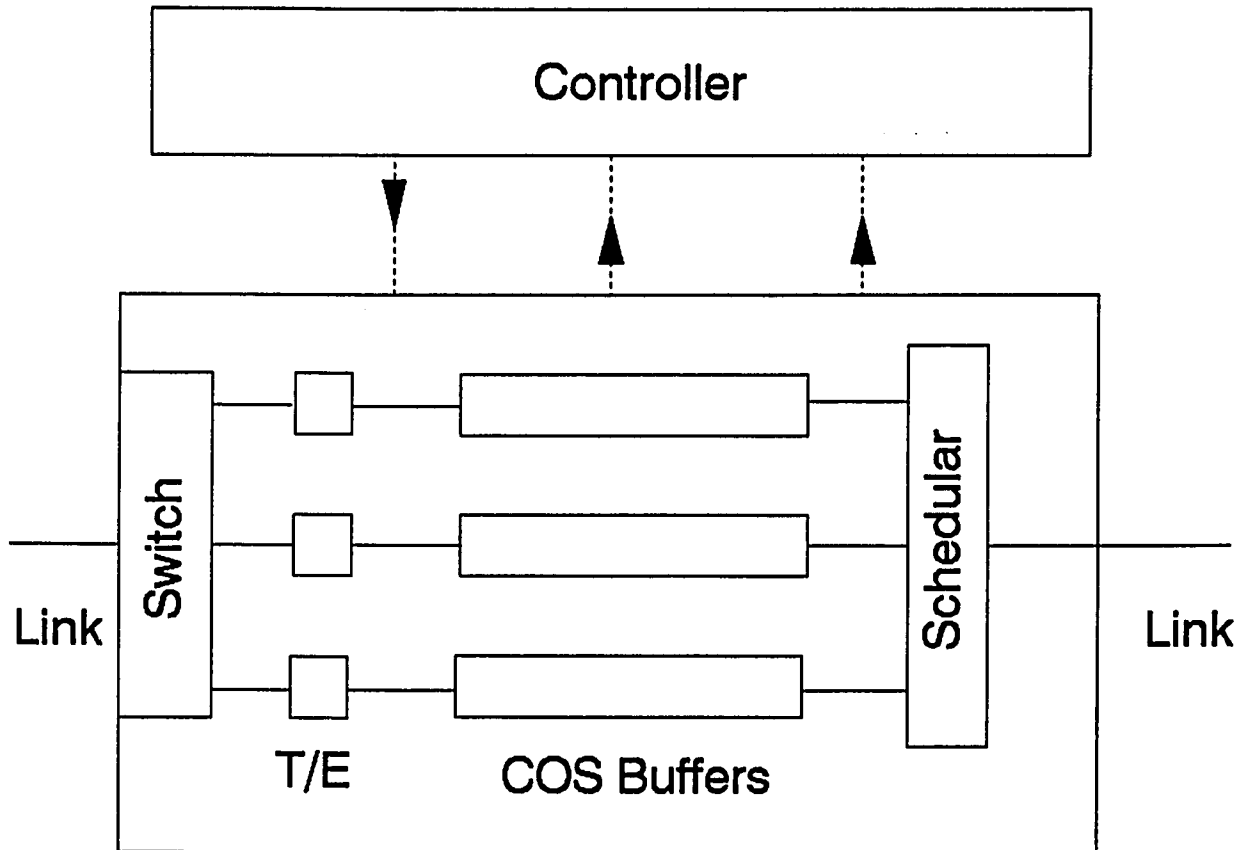 Controller
Switch
Schedular
Link
Link
T/E
COS Buffers